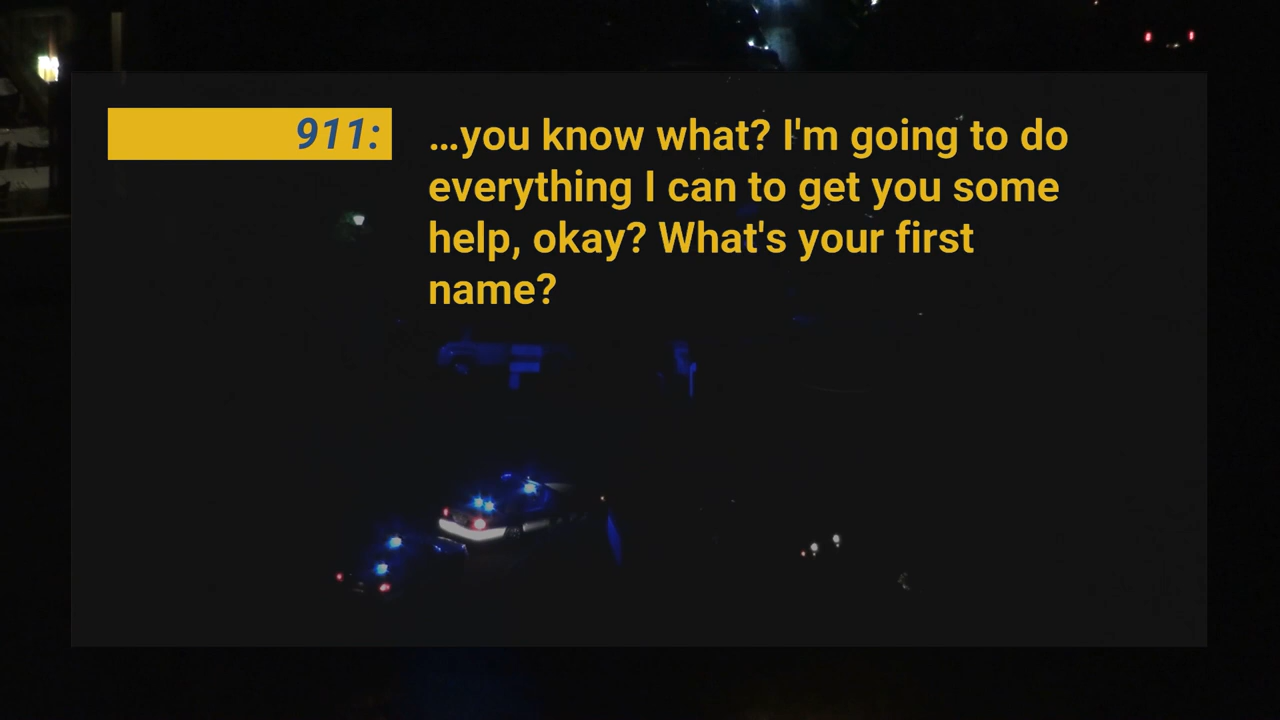 911:
…you know what? I'm going to do
everything I can to get you some
help, okay? What's your first
name?